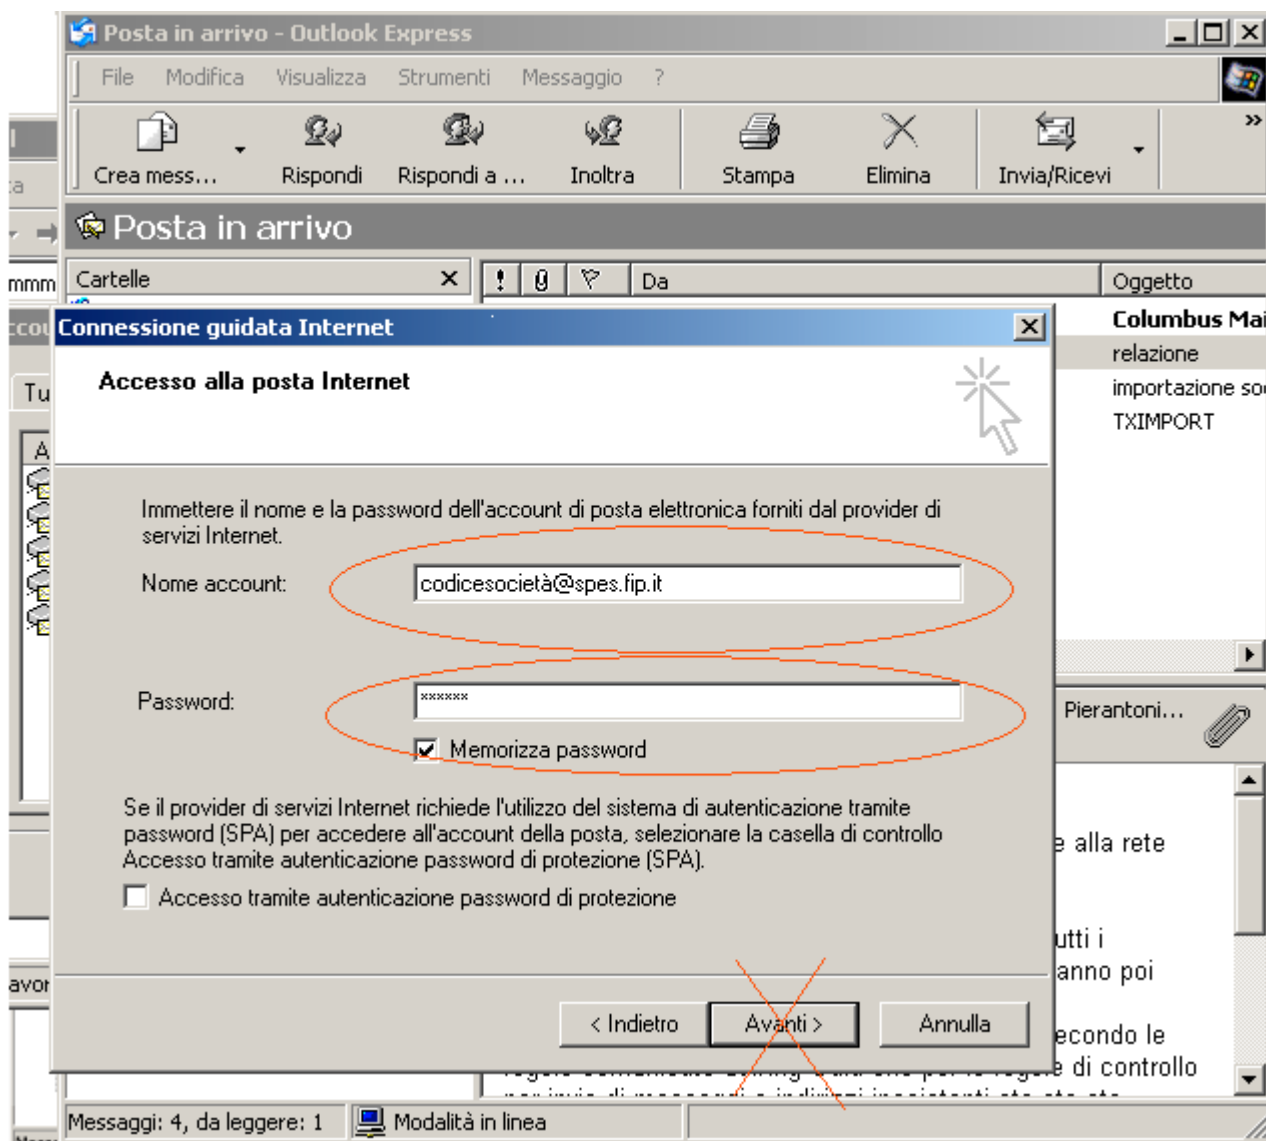 Posta in arrivo - Outlook Express
File Modifica Visualizza Strumenti Messaggio ?
Crea mess... Rispondi Rispondi a ... Inoltra Stampa Elimina Invia/Ricevi »
Posta in arrivo
mmm Cartelle Da Oggetto
Connessione guidata Internet
Columbus Mai
Accesso alla posta Internet
relazione
Tu
importazione so
TXIMPORT
A
Immettere il nome e la password dell'account di posta elettronica forniti dal provider di
servizi Internet.
Nome account: codicesocietà@spes.fip.it
Password: xxxxxx
Pierantoni...
Memorizza password
Se il provider di servizi Internet richiede l'utilizzo del sistema di autenticazione tramite
password (SPA) per accedere all'account della posta, selezionare la casella di controllo
Accesso tramite autenticazione password di protezione (SPA).
e alla rete
Accesso tramite autenticazione password di protezione
utti i
anno poi
avor
< Indietro Avanti > Annulla
econdo le
e di controllo
Messaggi: 4, da leggere: 1 Modalità in linea